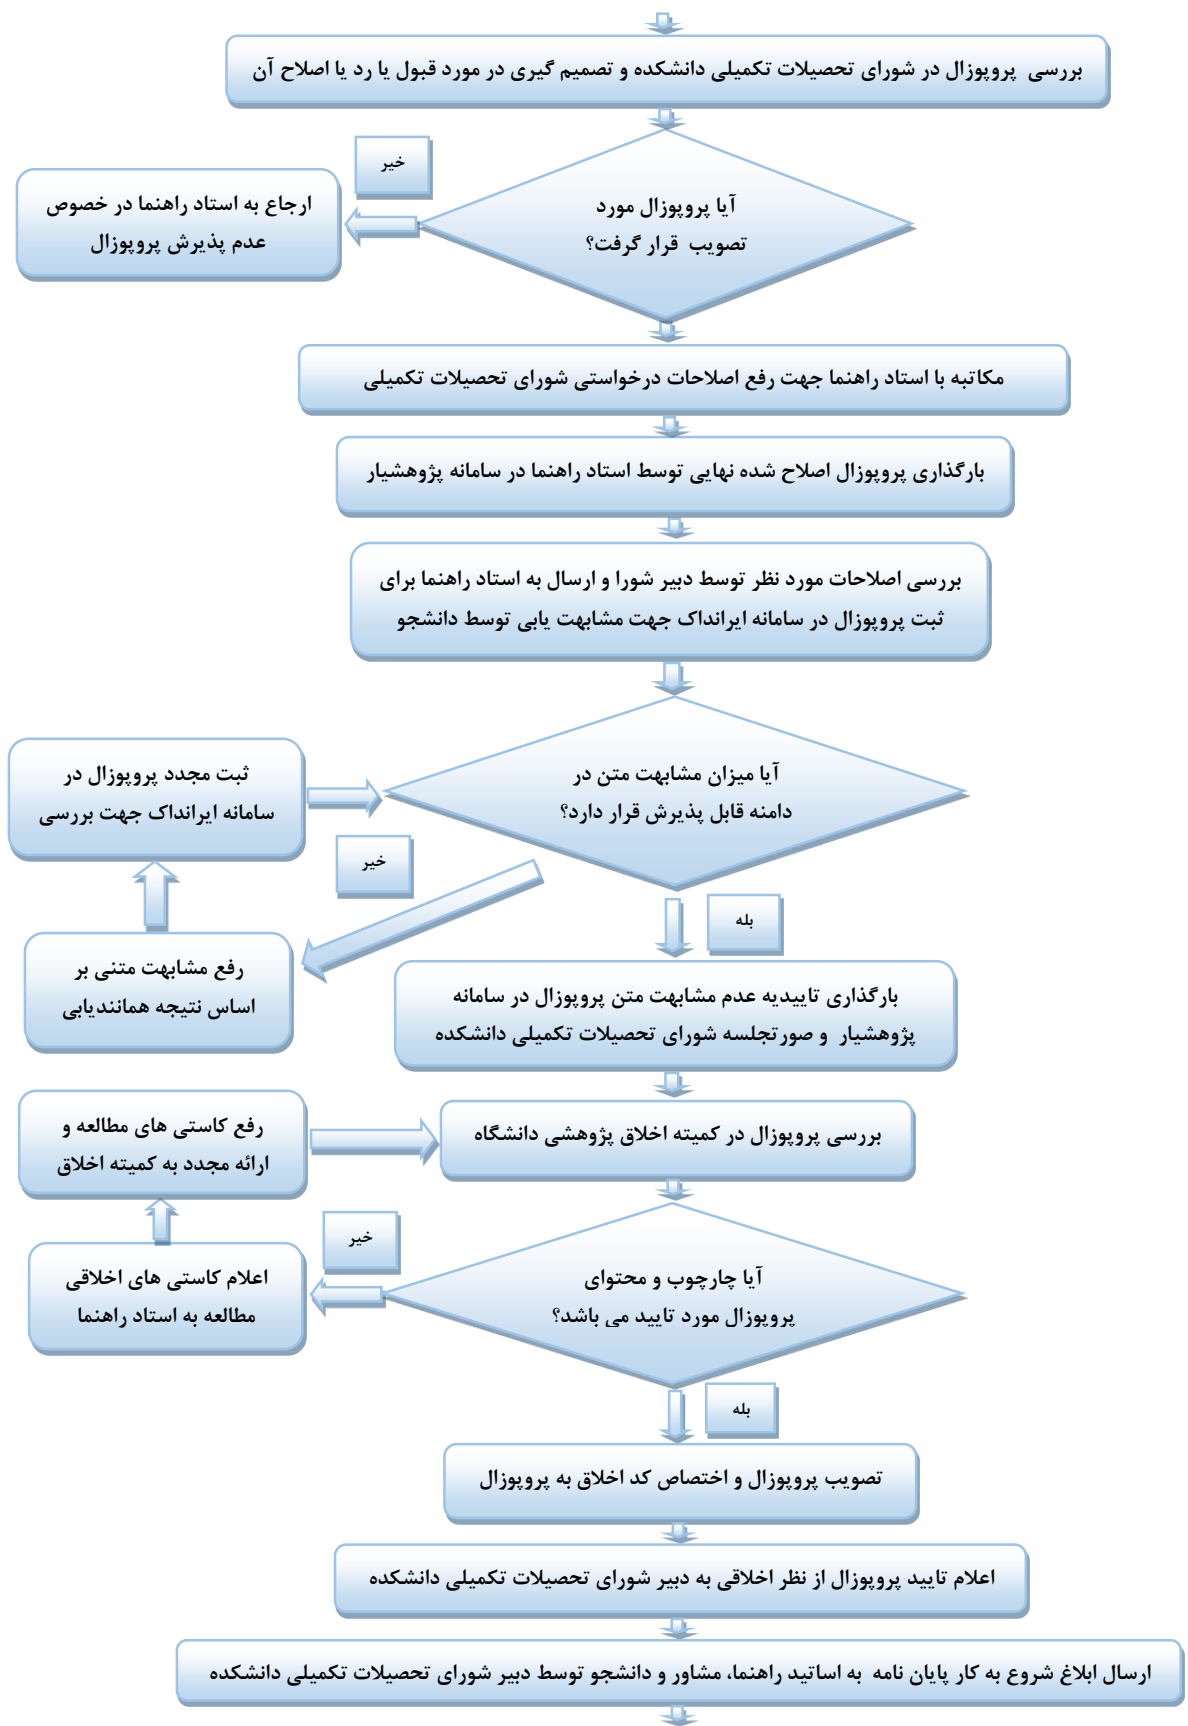 بررسی پروپوزال در شورای تحصیلات تکمیلی دانشکده و تصمیم گیری در مورد قبول یا رد یا اصلاح آن
خیر
آیا پروپوزال مورد
تصویب قرار گرفت؟
ارجاع به استاد راهنما در خصوص
عدم پذیرش پروپوزال
مکاتبه با استاد راهنما جهت رفع اصلاحات درخواستی شورای تحصیلات تکمیلی
بارگذاری پروپوزال اصلاح شده نهایی توسط استاد راهنما در سامانه پژوهشیار
بررسی اصلاحات مورد نظر توسط دبیر شورا و ارسال به استاد راهنما برای
ثبت پروپوزال در سامانه ایرانداک جهت مشابهت یابی توسط دانشجو
آیا میزان مشابهت متن در
دامنه قابل پذیرش قرار دارد؟
ثبت مجدد پروپوزال در
سامانه ایرانداک جهت بررسی
خیر
بله
رفع مشابهت متنی بر
اساس نتیجه همانندیابی
بارگذاری تاییدیه عدم مشابهت متن پروپوزال در سامانه
پژوهشیار و صورتجلسه شورای تحصیلات تکمیلی دانشکده
بررسی پروپوزال در کمیته اخلاق پژوهشی دانشگاه
رفع کاستی های مطالعه و
ارائه مجدد به کمیته اخلاق
خیر
آیا چارچوب و محتوای
پروپوزال مورد تایید می باشد؟
اعلام کاستی های اخلاقی
مطالعه به استاد راهنما
بله
تصویب پروپوزال و اختصاص کد اخلاق به پروپوزال
اعلام تایید پروپوزال از نظر اخلاقی به دبیر شورای تحصیلات تکمیلی دانشکده
ارسال ابلاغ شروع به کار پایان نامه به اساتید راهنما، مشاور و دانشجو توسط دبیر شورای تحصیلات تکمیلی دانشکده